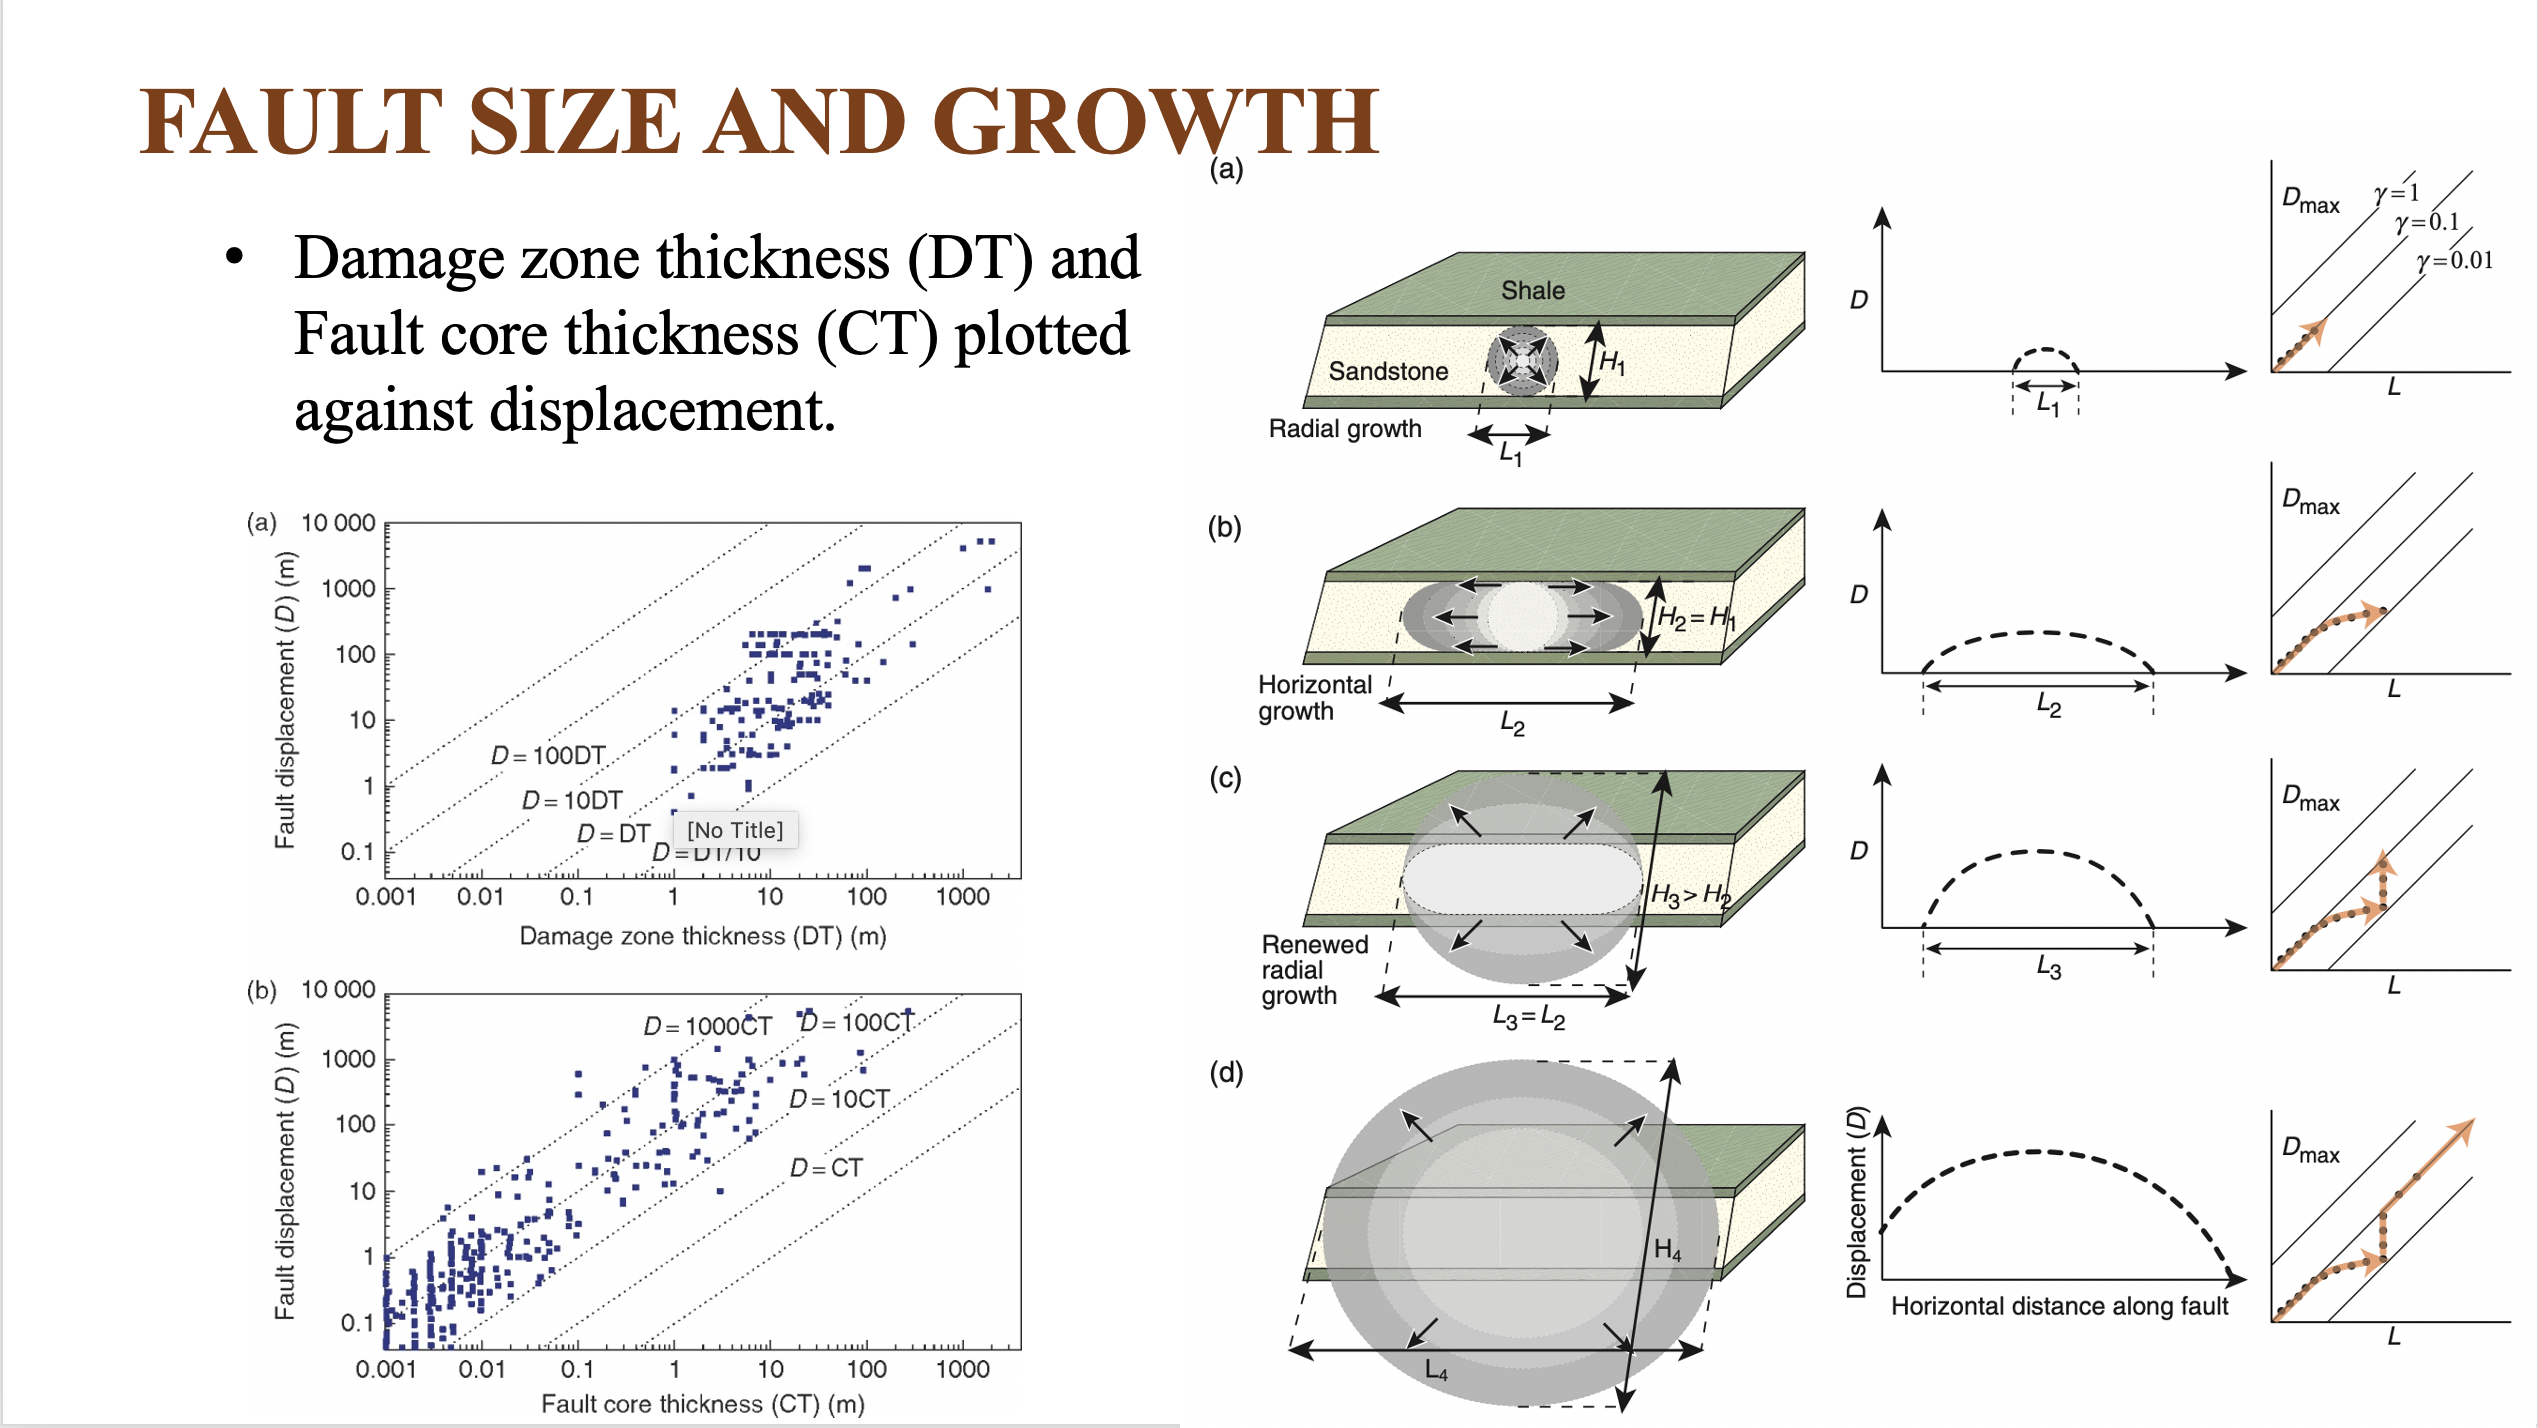 FAULT SIZE AND GROWTH
• Damage zone thickness (DT) and
Fault core thickness (CT) plotted
against displacement.
(a)
Fault displacement (D) (m)
10 000
1000
100
10
1
0.1
D = 100DT
D = 10DT
D = DT
D = DT/10
[No Title]
0.001 0.01 0.1 1 10 100 1000
Damage zone thickness (DT) (m)
(b)
Fault displacement (D) (m)
10 000
1000
100
10
1
0.1
D = 1000CT
D = 100CT
D = 10CT
D = CT
0.001 0.01 0.1 1 10 100 1000
Fault core thickness (CT) (m)
(a)
Shale
Sandstone
H1
Radial growth
L1
D
L1
Dmax
γ=1
γ=0.1
γ=0.01
L
(b)
H2 = H1
Horizontal
growth
L2
D
L2
Dmax
L
(c)
H3 > H2
Renewed
radial
growth
L3 = L2
D
L3
Dmax
L
(d)
H4
L4
Displacement (D)
Horizontal distance along fault
Dmax
L